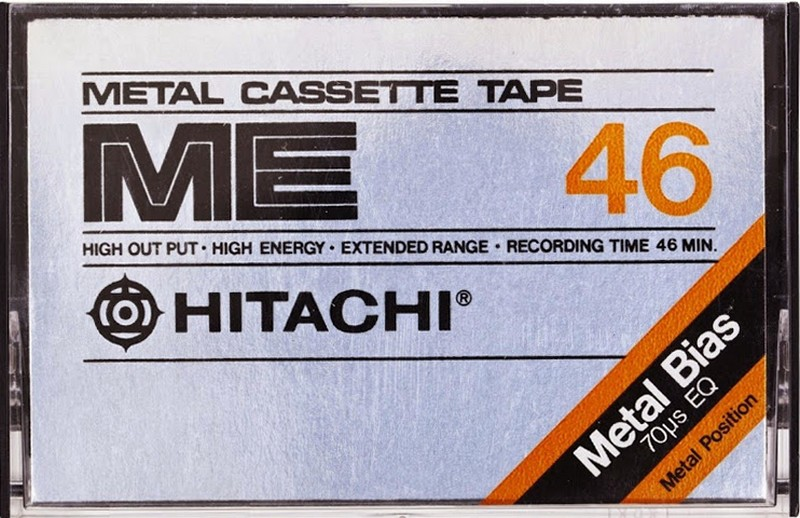 METAL CASSETTE TAPE
ME 46
HIGH OUT PUT · HIGH ENERGY · EXTENDED RANGE · RECORDING TIME 46 MIN.
HITACHI®
Metal Bias
70µs EQ
Metal Position